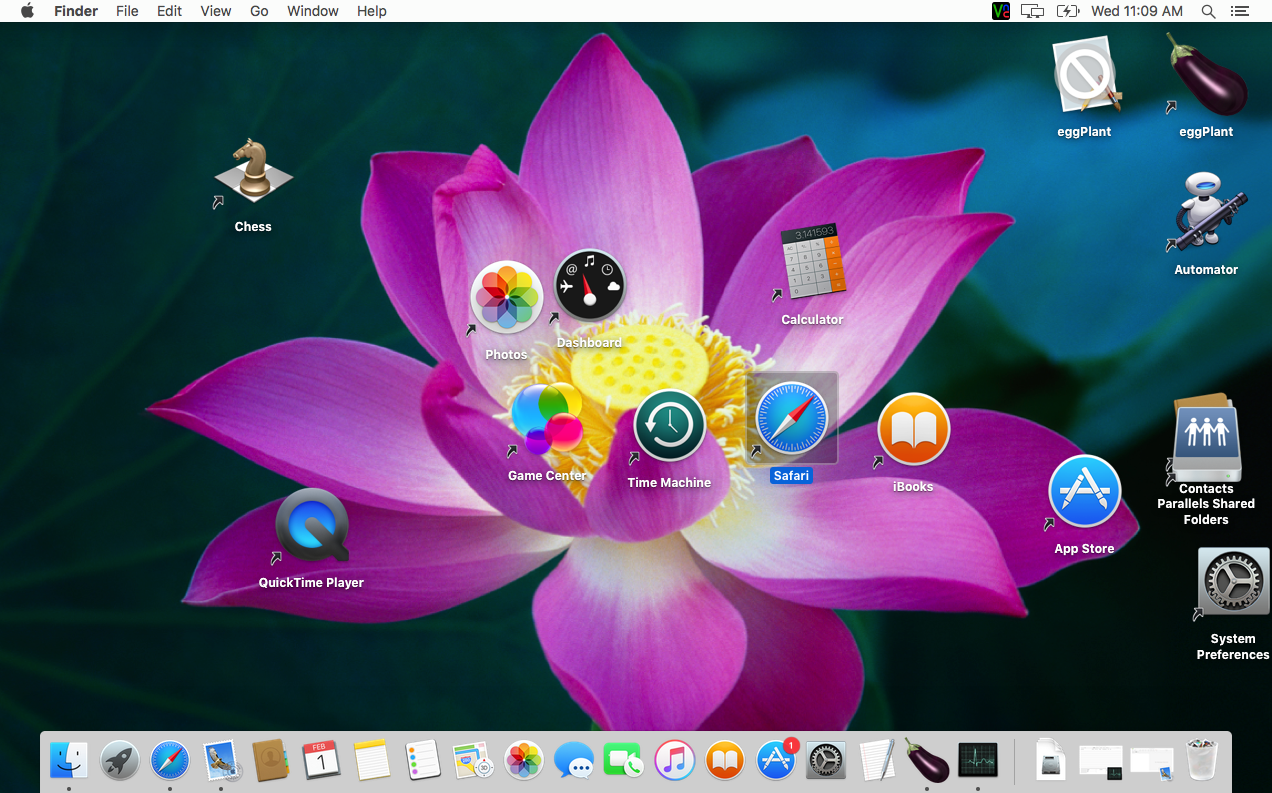 Finder File Edit View Go Window Help Wed 11:09 AM
eggPlant
eggPlant
Chess
Automator
3.141593
Calculator
Dashboard
Photos
Game Center
Safari
Time Machine
iBooks
Contacts
Parallels Shared
Folders
App Store
QuickTime Player
System
Preferences
FEB
1
3D
1